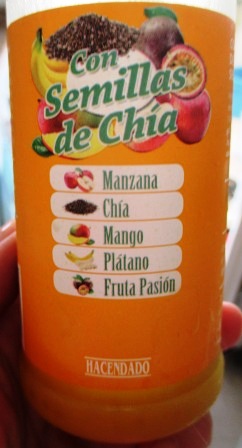 Con
Semillas
de Chía
Manzana
Chía
Mango
Plátano
Fruta Pasión
HACENDADO